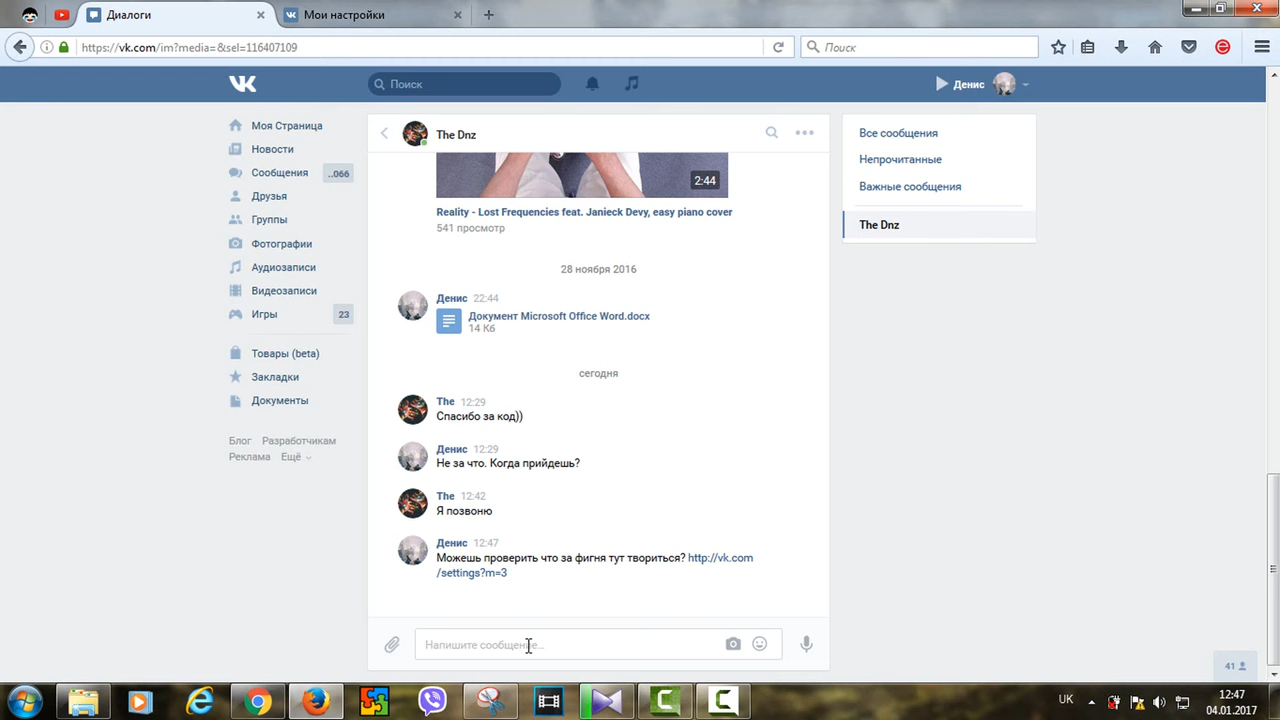 Диалоги
Мои настройки
https://vk.com/im?media=&sel=116407109
Поиск
Поиск
Денис
Моя Страница
Новости
Сообщения ..066
Друзья
Группы
Фотографии
Аудиозаписи
Видеозаписи
Игры 23
Товары (beta)
Закладки
Документы
Блог Разработчикам
Реклама Ещё
The Dnz
2:44
Reality - Lost Frequencies feat. Janieck Devy, easy piano cover
541 просмотр
28 ноября 2016
Денис 22:44
Документ Microsoft Office Word.docx
14 Кб
сегодня
The 12:29
Спасибо за код))
Денис 12:29
Не за что. Когда прийдешь?
The 12:42
Я позвоню
Денис 12:47
Можешь проверить что за фигня тут твориться? http://vk.com
/settings?m=3
Напишите сообщение...
Все сообщения
Непрочитанные
Важные сообщения
The Dnz
41
UK
12:47
04.01.2017